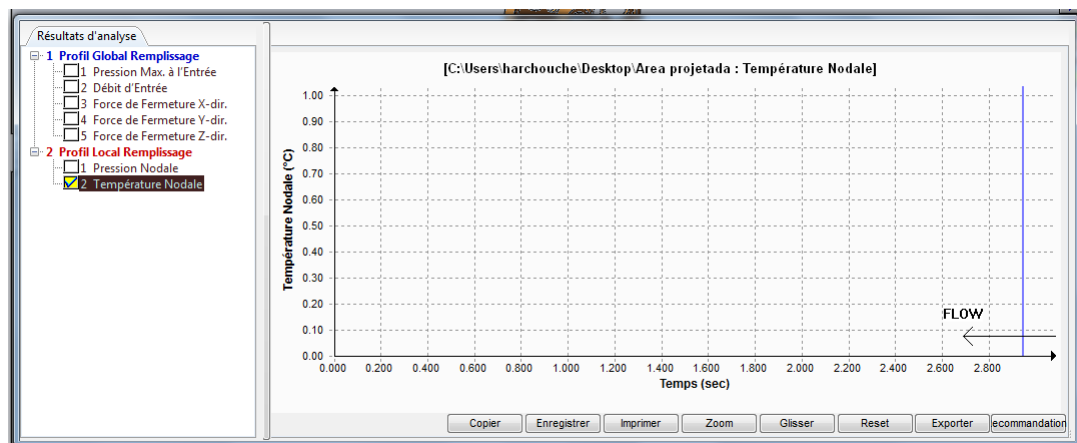 Résultats d'analyse
1 Profil Global Remplissage
1 Pression Max. à l'Entrée
2 Débit d'Entrée
3 Force de Fermeture X-dir.
4 Force de Fermeture Y-dir.
5 Force de Fermeture Z-dir.
2 Profil Local Remplissage
1 Pression Nodale
2 Température Nodale
[C:\Users\harchouche\Desktop\Area projetada : Température Nodale]
Température Nodale (°C)
1.00
0.90
0.80
0.70
0.60
0.50
0.40
0.30
0.20
0.10
0.00
FLOW
0.000 0.200 0.400 0.600 0.800 1.000 1.200 1.400 1.600 1.800 2.000 2.200 2.400 2.600 2.800
Temps (sec)
Copier Enregistrer Imprimer Zoom Glisser Reset Exporter ecommandation